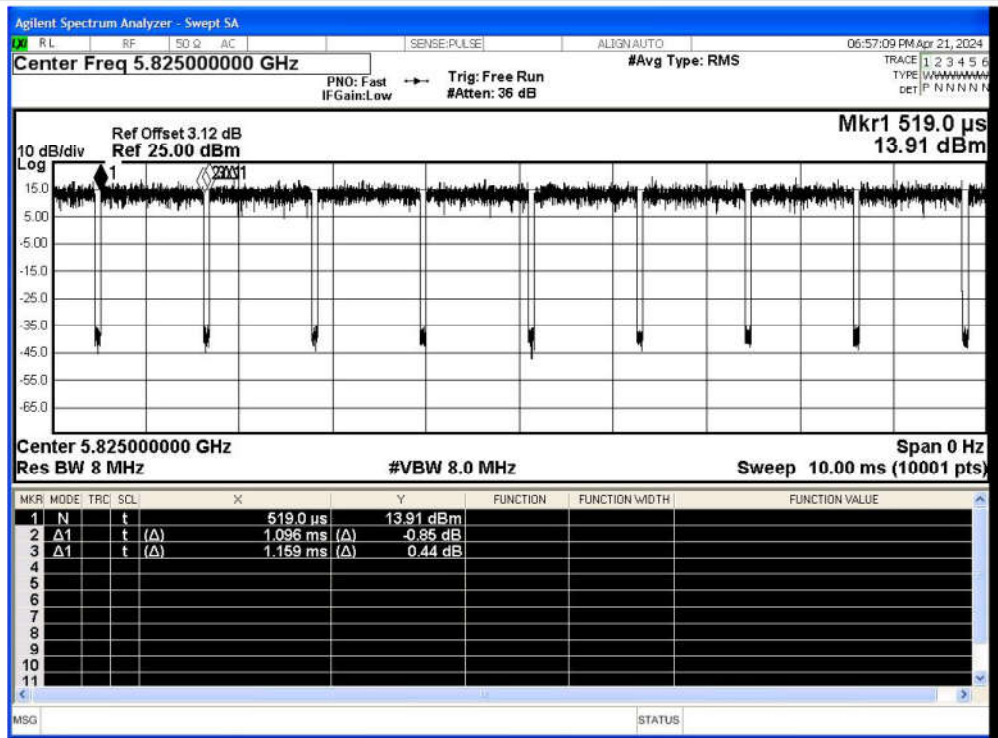 Agilent Spectrum Analyzer - Swept SA
LXI RL RF 50 Ω AC SENSE:PULSE ALIGNAUTO 06:57:09 PM Apr 21, 2024
Center Freq 5.825000000 GHz
#Avg Type: RMS
TRACE 1 2 3 4 5 6
PNO: Fast Trig: Free Run
TYPE WWWWWW
IFGain:Low #Atten: 36 dB
DET P N N N N N
Mkr1 519.0 µs
Ref Offset 3.12 dB
10 dB/div Ref 25.00 dBm 13.91 dBm
Log
1
15.0
5.00
-5.00
-15.0
-25.0
-35.0
-45.0
-55.0
-65.0
Center 5.825000000 GHz Span 0 Hz
Res BW 8 MHz #VBW 8.0 MHz Sweep 10.00 ms (10001 pts)
MKR MODE TRC SCL X Y FUNCTION FUNCTION WIDTH FUNCTION VALUE
1 N t 519.0 µs 13.91 dBm
2 Δ1 t (Δ) 1.096 ms (Δ) -0.85 dB
3 Δ1 t (Δ) 1.159 ms (Δ) 0.44 dB
4
5
6
7
8
9
10
11
MSG STATUS